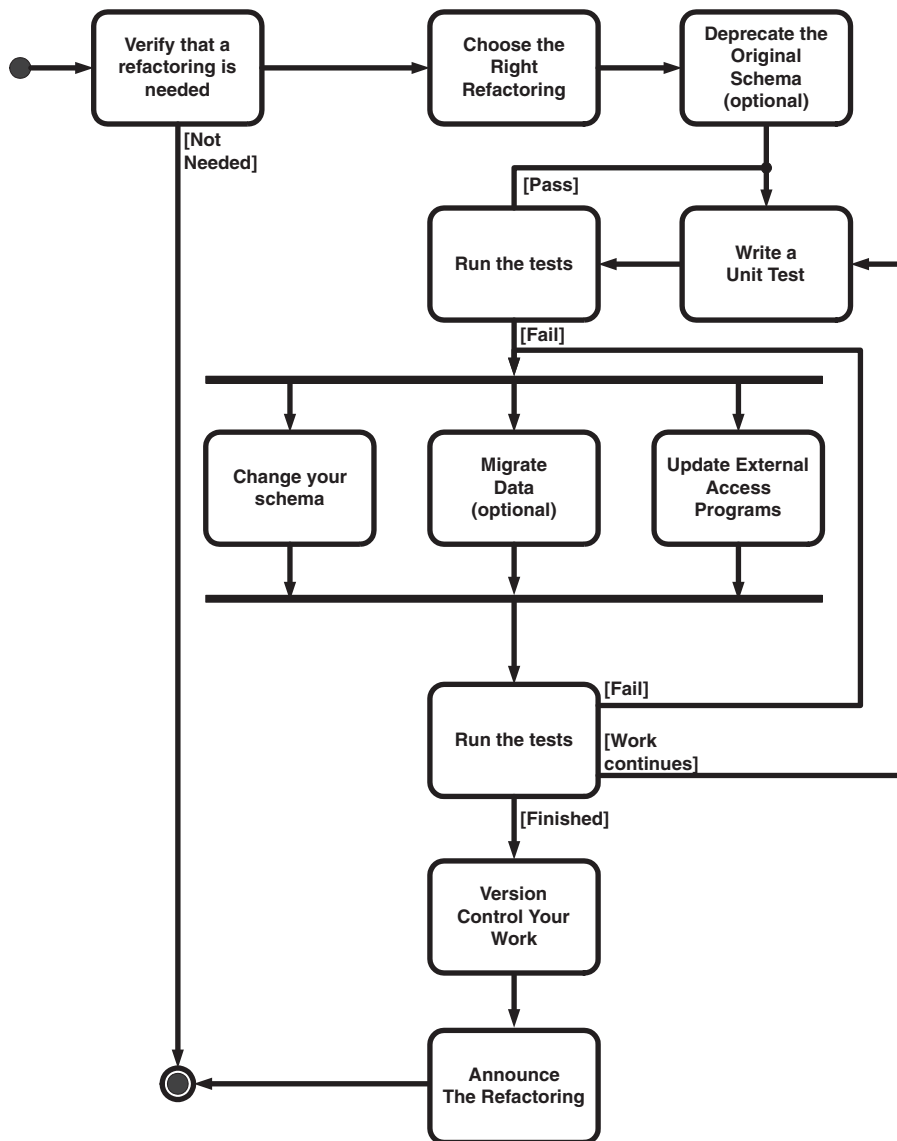 Verify that a
refactoring is
needed
Choose the
Right
Refactoring
Deprecate the
Original
Schema
(optional)
[Not
Needed]
[Pass]
Run the tests
Write a
Unit Test
[Fail]
Change your
schema
Migrate
Data
(optional)
Update External
Access
Programs
[Fail]
Run the tests
[Work
continues]
[Finished]
Version
Control Your
Work
Announce
The Refactoring